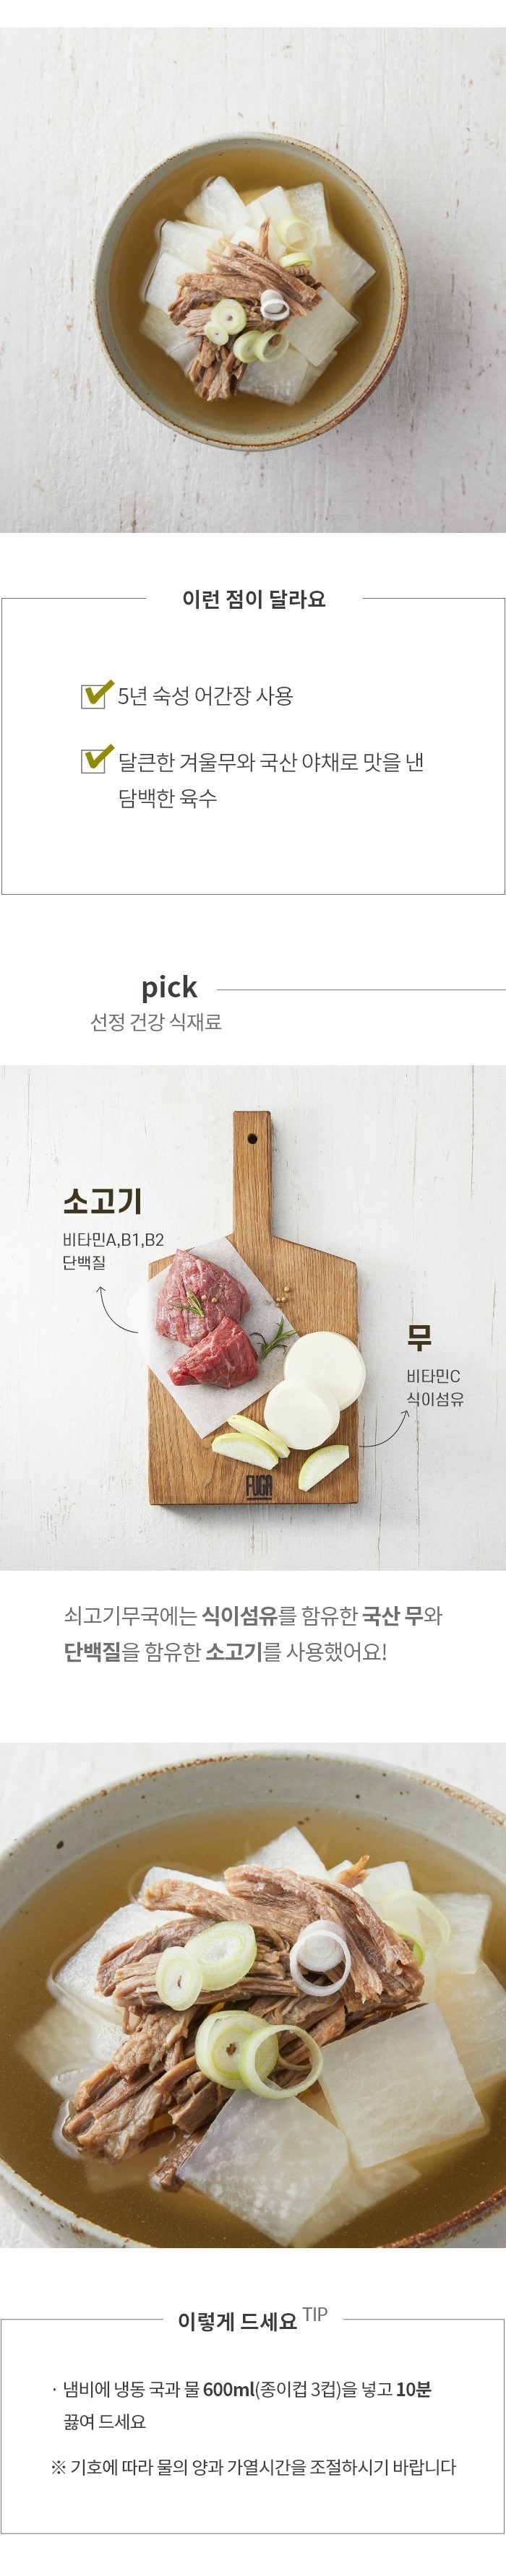 이런 점이 달라요
5년 숙성 어간장 사용
달큰한 겨울무와 국산 야채로 맛을 낸
담백한 육수
pick
선정 건강 식재료
소고기
비타민A,B1,B2
단백질
무
비타민C
식이섬유
FUGA
쇠고기무국에는 식이섬유를 함유한 국산 무와
단백질을 함유한 소고기를 사용했어요!
이렇게 드세요 TIP
· 냄비에 냉동 국과 물 600ml(종이컵 3컵)을 넣고 10분
끓여 드세요
※ 기호에 따라 물의 양과 가열시간을 조절하시기 바랍니다